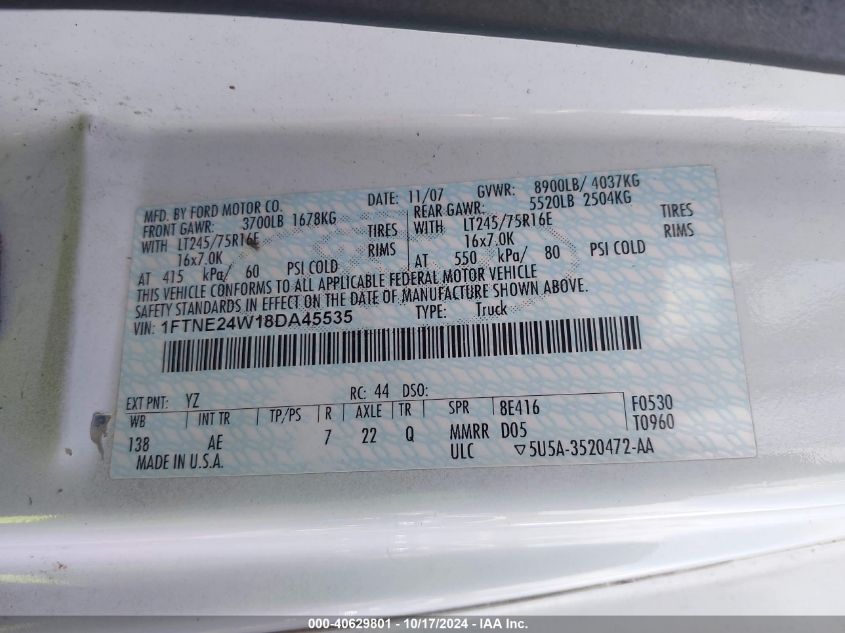 MFD. BY FORD MOTOR CO. DATE: 11/07 GVWR: 8900LB/ 4037KG
FRONT GAWR: 3700LB 1678KG REAR GAWR: 5520LB 2504KG
WITH LT245/75R16E TIRES WITH LT245/75R16E TIRES
16x7.0K RIMS 16x7.0K RIMS
AT 415 kPa/ 60 PSI COLD AT 550 kPa/ 80 PSI COLD
THIS VEHICLE CONFORMS TO ALL APPLICABLE FEDERAL MOTOR VEHICLE
SAFETY STANDARDS IN EFFECT ON THE DATE OF MANUFACTURE SHOWN ABOVE.
VIN: 1FTNE24W18DA45535 TYPE: Truck
EXT PNT: YZ RC: 44 DSO:
WB INT TR TP/PS R AXLE TR SPR 8E416 F0530
138 AE 7 22 Q MMRR D05 T0960
MADE IN U.S.A. ULC ▽5U5A-3520472-AA
000-40629801 - 10/17/2024 - IAA Inc.